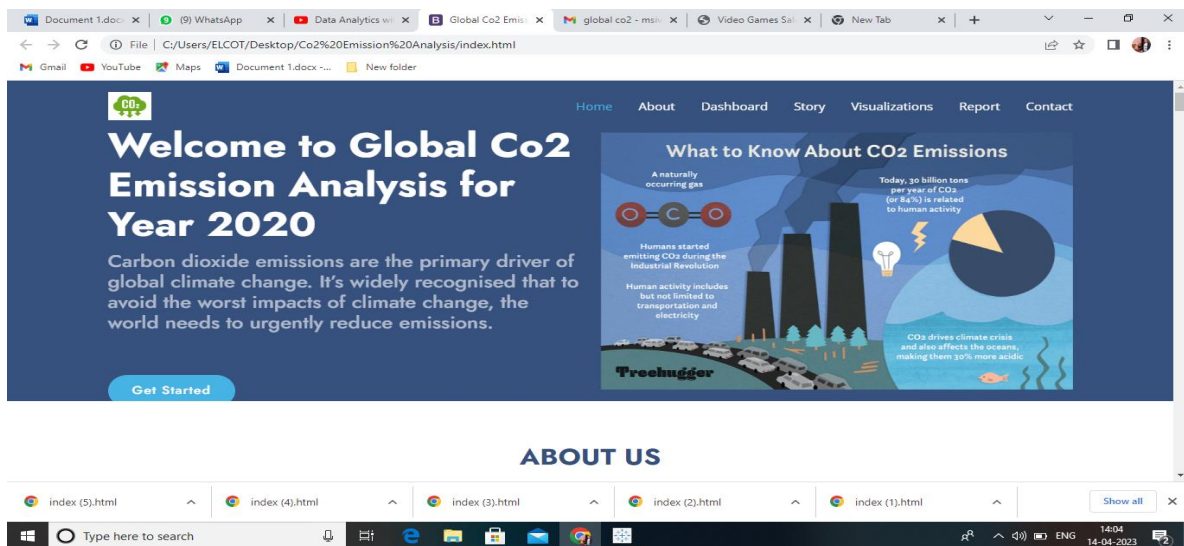 Document 1.doc
(9) WhatsApp
Data Analytics wi
Global Co2 Emiss
global co2 - msiv
Video Games Sal
New Tab
File | C:/Users/ELCOT/Desktop/Co2%20Emission%20Analysis/index.html
Gmail
YouTube
Maps
Document 1.docx -...
New folder
CO₂
Home
About
Dashboard
Story
Visualizations
Report
Contact
Welcome to Global Co2
Emission Analysis for
Year 2020
Carbon dioxide emissions are the primary driver of
global climate change. It's widely recognised that to
avoid the worst impacts of climate change, the
world needs to urgently reduce emissions.
Get Started
What to Know About CO2 Emissions
A naturally
occurring gas
O=C=O
Humans started
emitting CO2 during the
Industrial Revolution
Human activity includes
but not limited to
transportation and
electricity
Today, 30 billion tons
per year of CO2
(or 84%) is related
to human activity
CO2 drives climate crisis
and also affects the oceans,
making them 30% more acidic
Treehugger
ABOUT US
index (5).html
index (4).html
index (3).html
index (2).html
index (1).html
Show all
Type here to search
ENG
14:04
14-04-2023